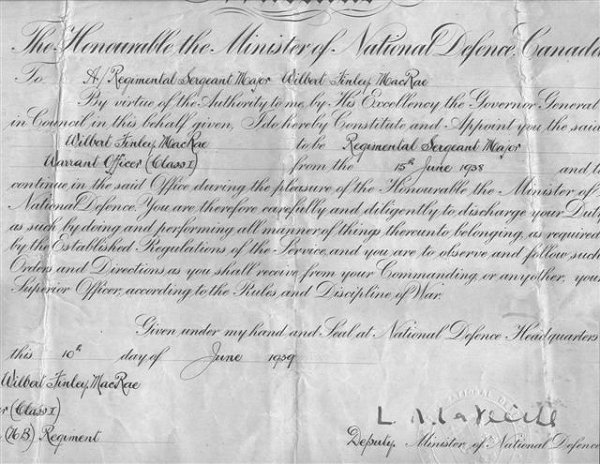 The Honourable, the Minister of National Defence, Canada
To A/ Regimental Sergeant Major Wilbert Finley MacRae
By virtue of the Authority to me, by His Excellency the Governor General
in Council in this behalf given, I do hereby Constitute and Appoint you the said
Wilbert Finley MacRae to be Regimental Sergeant Major
Warrant Officer (Class I) from the 15th June 1938 and to
continue in the said Office during the pleasure of the Honourable the Minister of
National Defence. You are therefore carefully and diligently to discharge your Duty
as such by doing and performing all manner of things thereunto belonging, as required
by the Established Regulations of the Service, and you are to observe and follow such
Orders and Directions as you shall receive from your Commanding, or any other, your
Superior Officer, according to the Rules, and Discipline of War.
Given under my hand and Seal at National Defence Headquarters
this 10th day of June 1939
Wilbert Finley MacRae
(Class I)
(NB) Regiment
Deputy Minister of National Defence